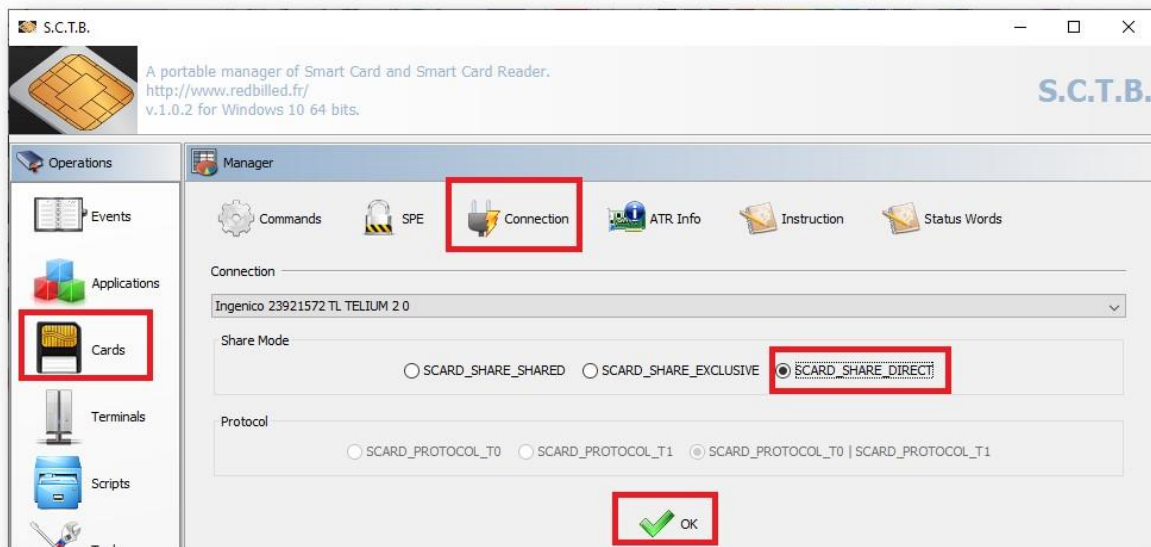 S.C.T.B.
A portable manager of Smart Card and Smart Card Reader.
http://www.redbilled.fr/
v.1.0.2 for Windows 10 64 bits.
S.C.T.B.
Operations
Manager
Events
Applications
Cards
Terminals
Scripts
Commands
SPE
Connection
ATR Info
Instruction
Status Words
Connection
Ingenico 23921572 TL TELIUM 2 0
Share Mode
SCARD_SHARE_SHARED
SCARD_SHARE_EXCLUSIVE
SCARD_SHARE_DIRECT
Protocol
SCARD_PROTOCOL_T0
SCARD_PROTOCOL_T1
SCARD_PROTOCOL_T0 | SCARD_PROTOCOL_T1
OK